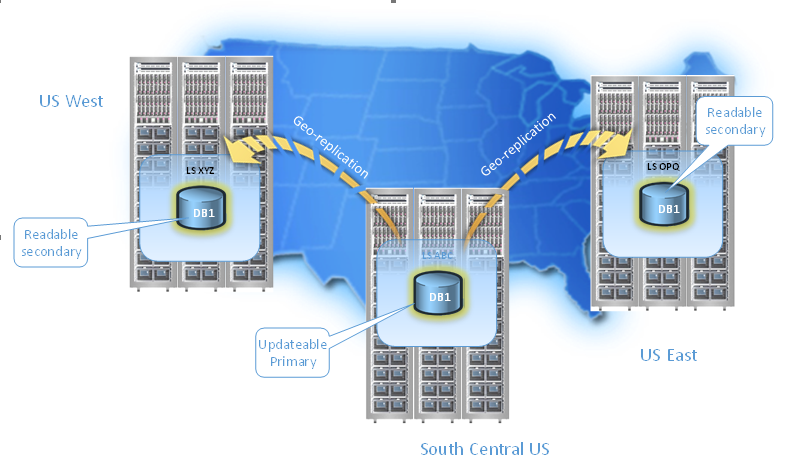 US West
Geo-replication
Geo-replication
Readable
secondary
LS XYZ
LS OPQ
DB1
DB1
Readable
secondary
LS ABC
DB1
Updateable
Primary
US East
South Central US